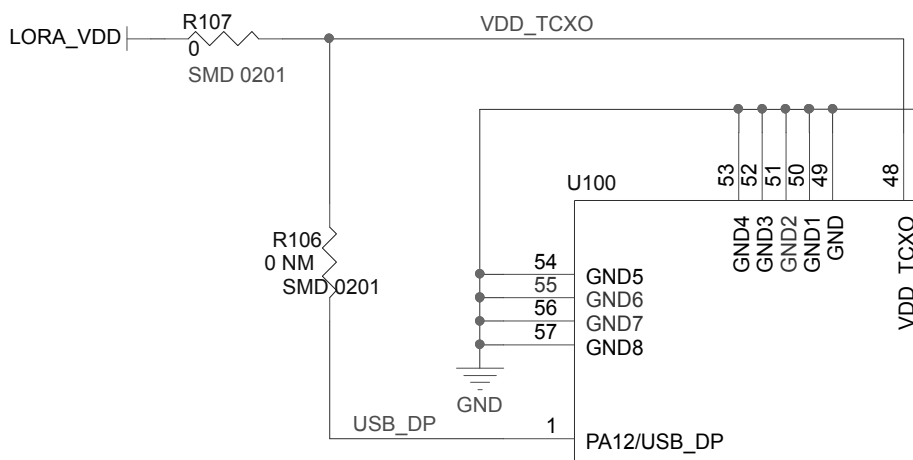 R107
LORA_VDD
0
VDD_TCXO
SMD 0201
53
52
51
50
49
48
U100
GND4
GND3
GND2
GND1
GND
VDD_TCXO
R106
0 NM
SMD 0201
54
GND5
55
GND6
56
GND7
57
GND8
GND
USB_DP
1
PA12/USB_DP